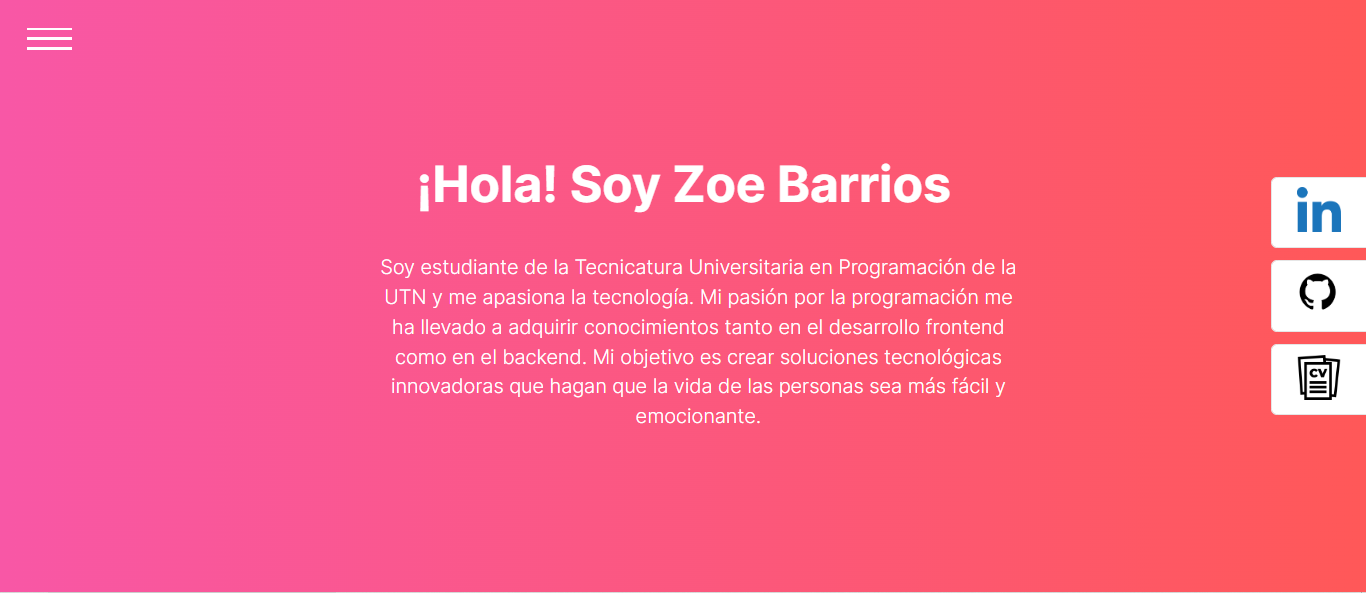 ¡Hola! Soy Zoe Barrios
Soy estudiante de la Tecnicatura Universitaria en Programación de la
UTN y me apasiona la tecnología. Mi pasión por la programación me
ha llevado a adquirir conocimientos tanto en el desarrollo frontend
como en el backend. Mi objetivo es crear soluciones tecnológicas
innovadoras que hagan que la vida de las personas sea más fácil y
emocionante.
in
CV